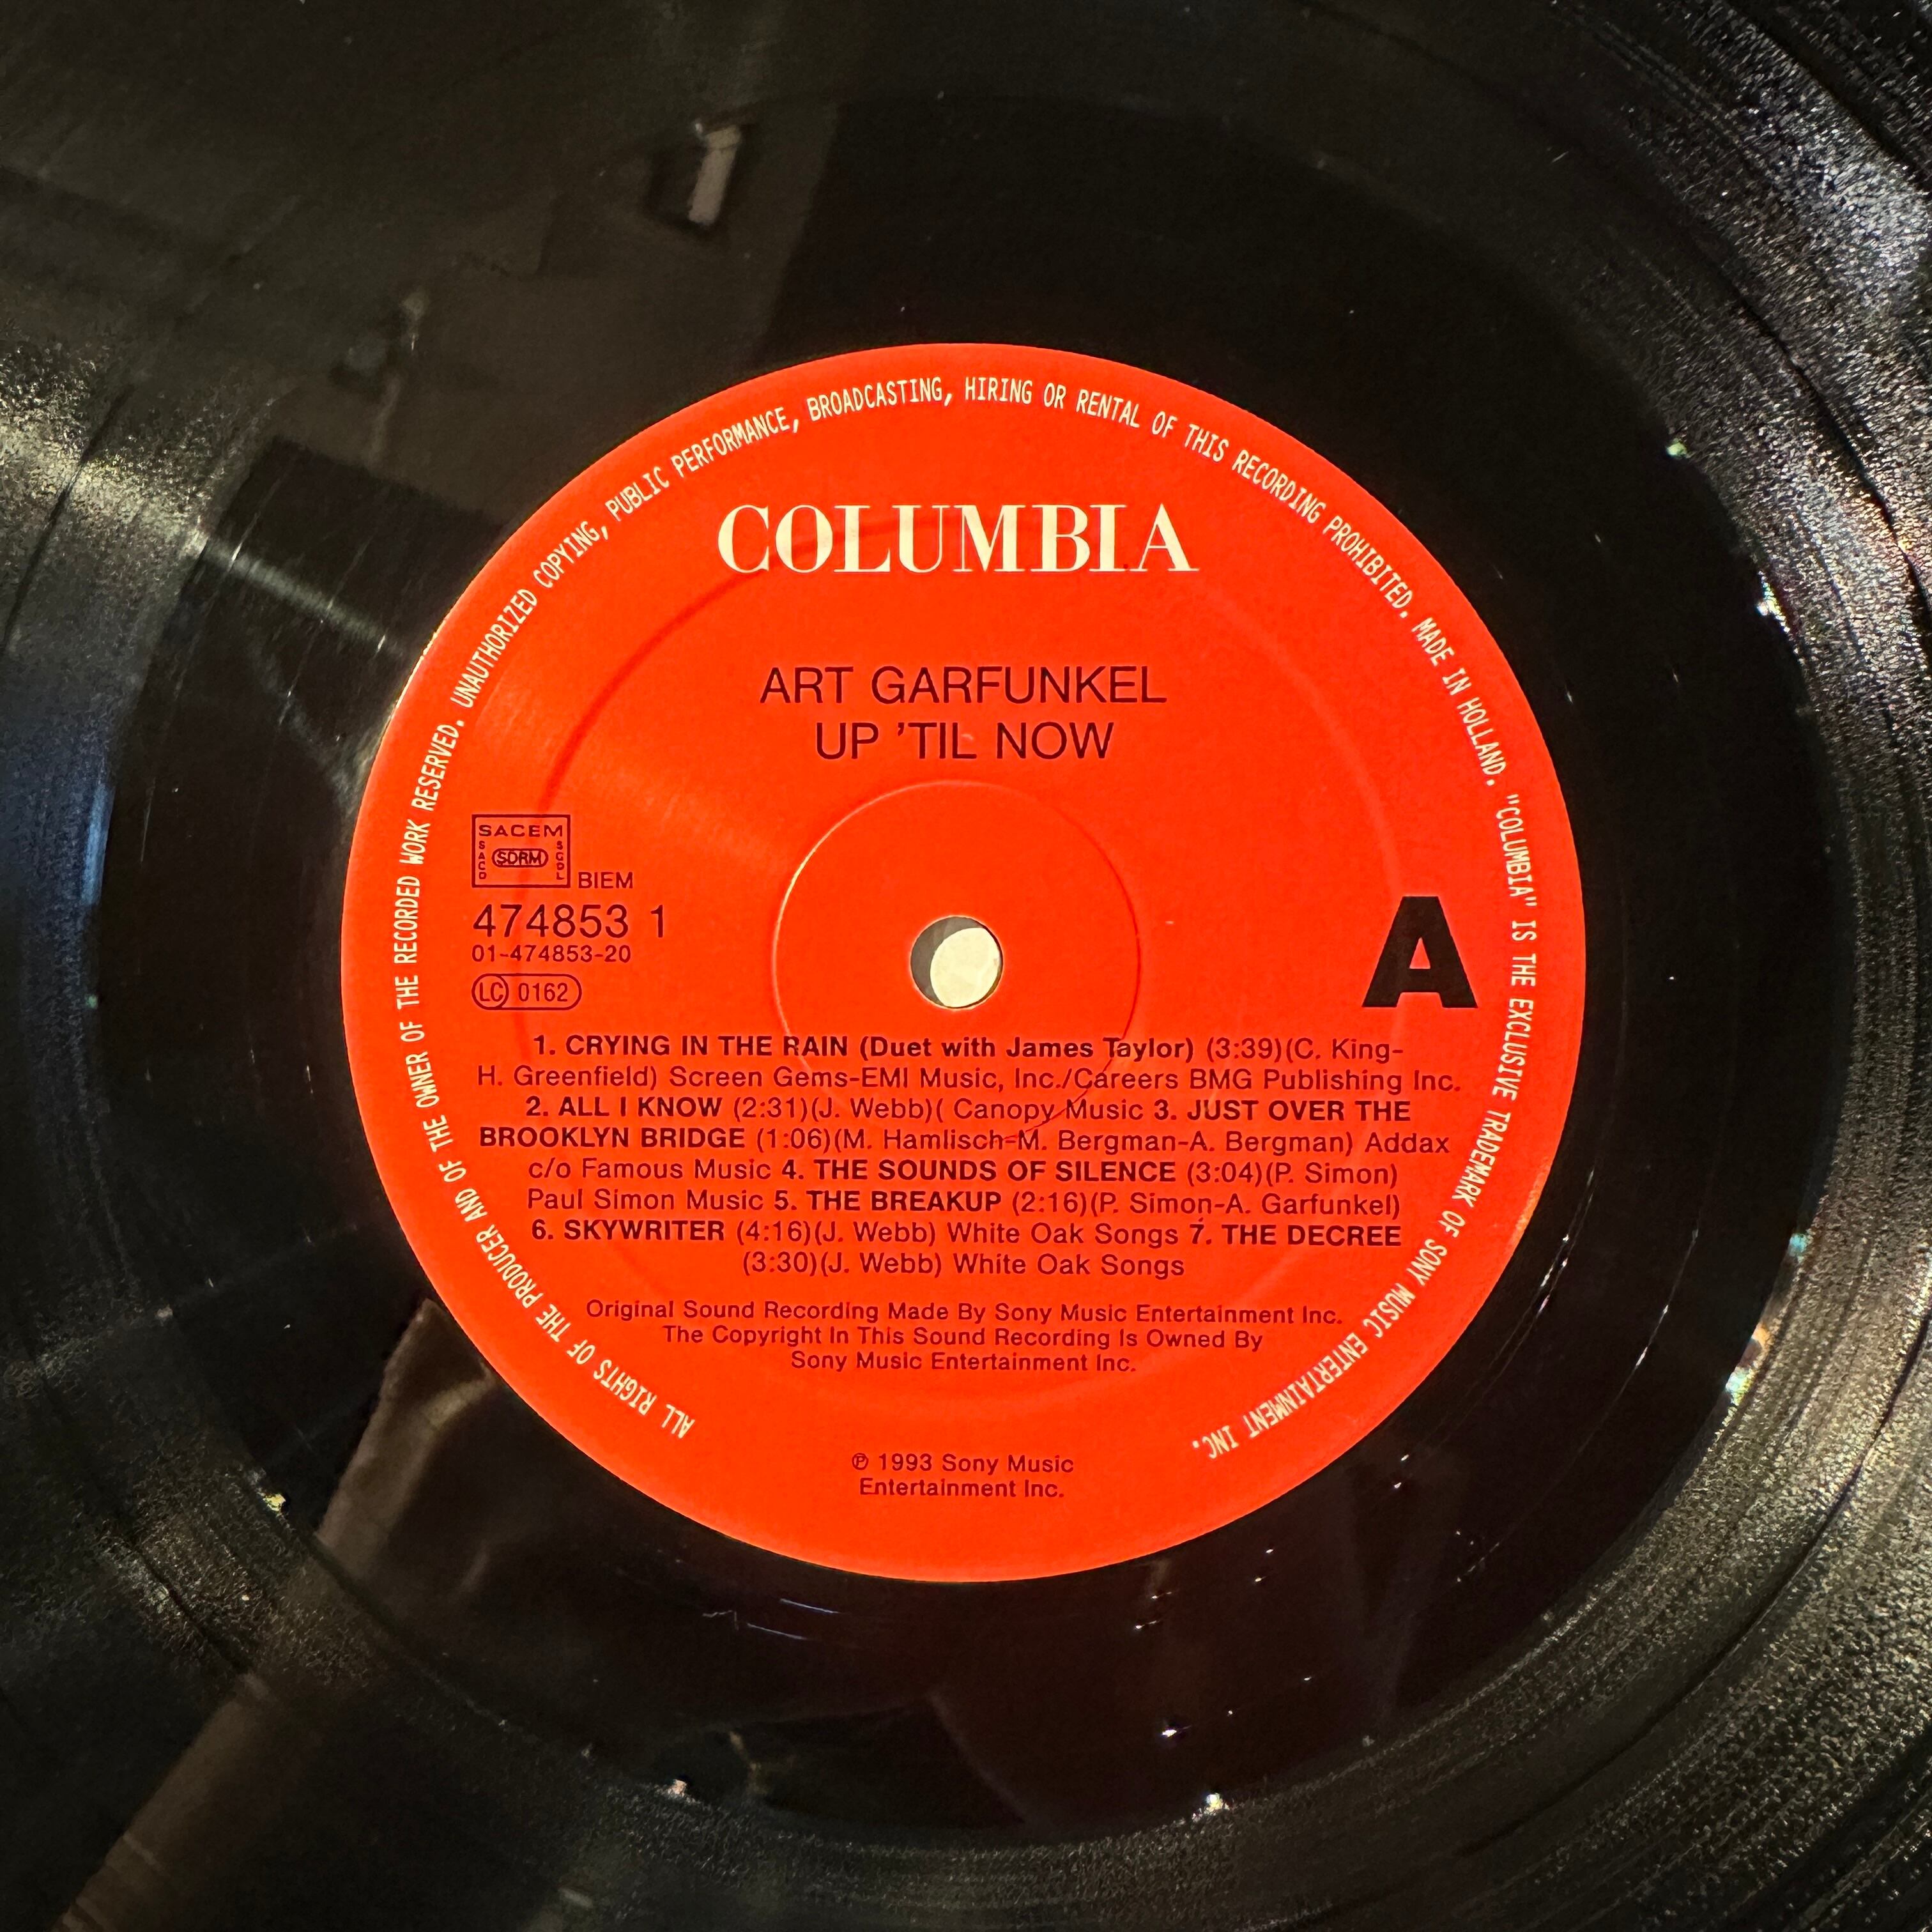 ALL RIGHTS OF THE PRODUCER AND OF THE OWNER OF THE RECORDED WORK RESERVED. UNAUTHORIZED COPYING, PUBLIC PERFORMANCE, BROADCASTING, HIRING OR RENTAL OF THIS RECORDING PROHIBITED. MADE IN HOLLAND. "COLUMBIA" IS THE EXCLUSIVE TRADEMARK OF SONY MUSIC ENTERTAINMENT INC.
COLUMBIA
ART GARFUNKEL
UP 'TIL NOW
SACEM
SACD
SDRM
SGDL
BIEM
474853 1
01-474853-20
LC 0162
A
1. CRYING IN THE RAIN (Duet with James Taylor) (3:39)(C. King-
H. Greenfield) Screen Gems-EMI Music, Inc./Careers BMG Publishing Inc.
2. ALL I KNOW (2:31)(J. Webb)( Canopy Music 3. JUST OVER THE
BROOKLYN BRIDGE (1:06)(M. Hamlisch-M. Bergman-A. Bergman) Addax
c/o Famous Music 4. THE SOUNDS OF SILENCE (3:04)(P. Simon)
Paul Simon Music 5. THE BREAKUP (2:16)(P. Simon-A. Garfunkel)
6. SKYWRITER (4:16)(J. Webb) White Oak Songs 7. THE DECREE
(3:30)(J. Webb) White Oak Songs
Original Sound Recording Made By Sony Music Entertainment Inc.
The Copyright In This Sound Recording Is Owned By
Sony Music Entertainment Inc.
℗ 1993 Sony Music
Entertainment Inc.